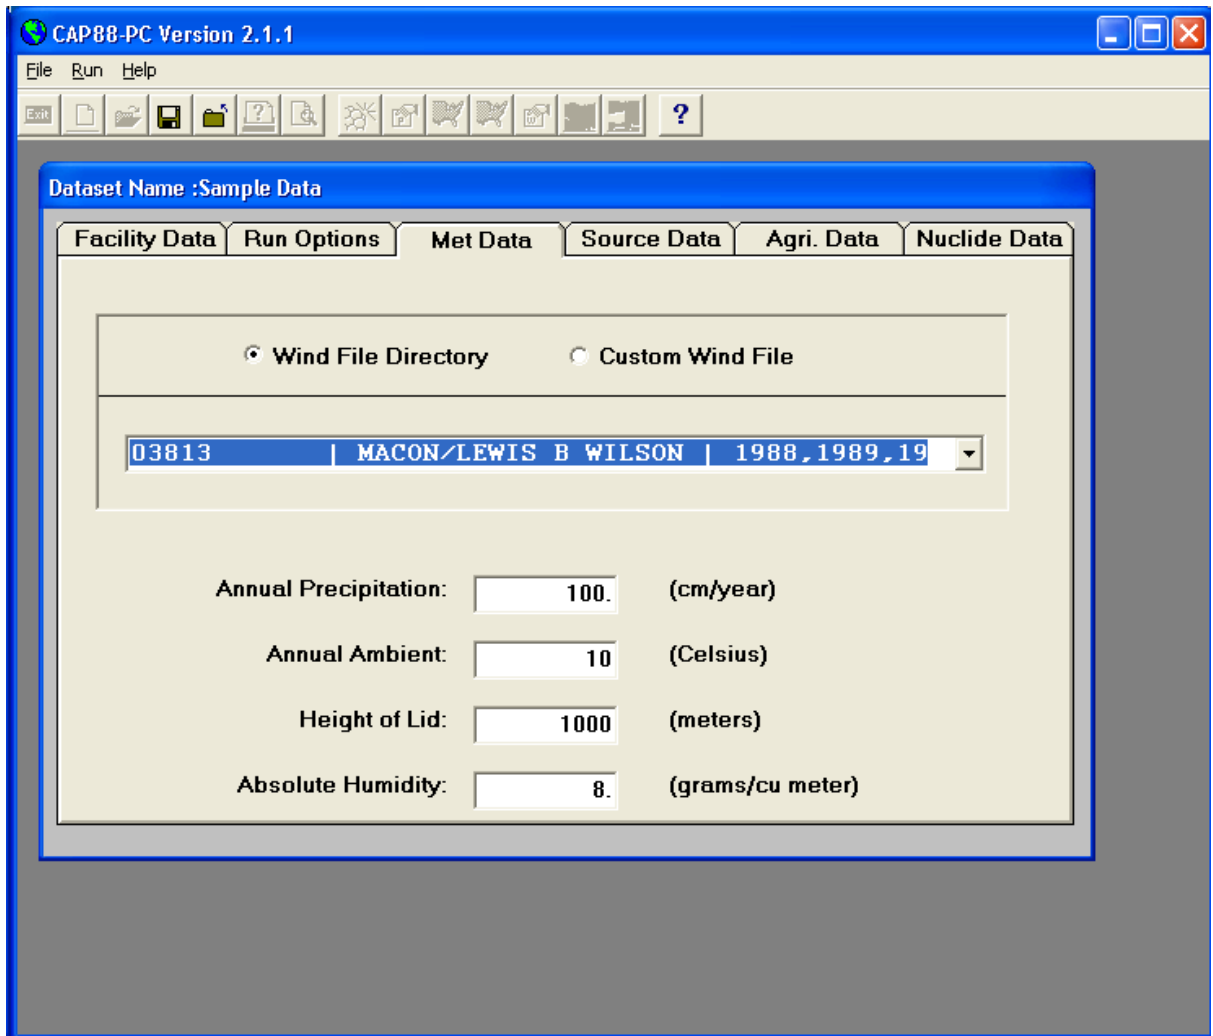 CAP88-PC Version 2.1.1
File Run Help
Exit ? P W ?
Dataset Name :Sample Data
Facility Data Run Options Met Data Source Data Agri. Data Nuclide Data
Wind File Directory Custom Wind File
03813 | MACON/LEWIS B WILSON | 1988,1989,19
Annual Precipitation: 100. (cm/year)
Annual Ambient: 10 (Celsius)
Height of Lid: 1000 (meters)
Absolute Humidity: 8. (grams/cu meter)